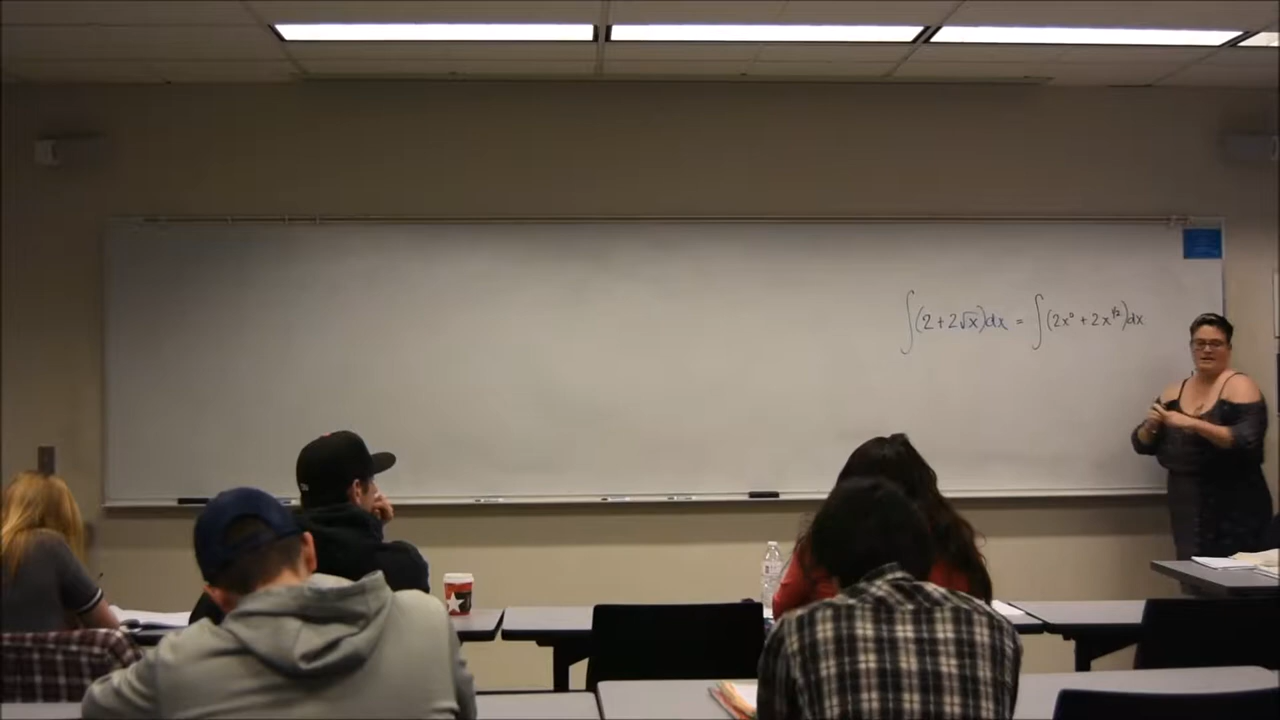 ∫(2+2√x)dx = ∫(2x⁰ + 2x^{1/2})dx